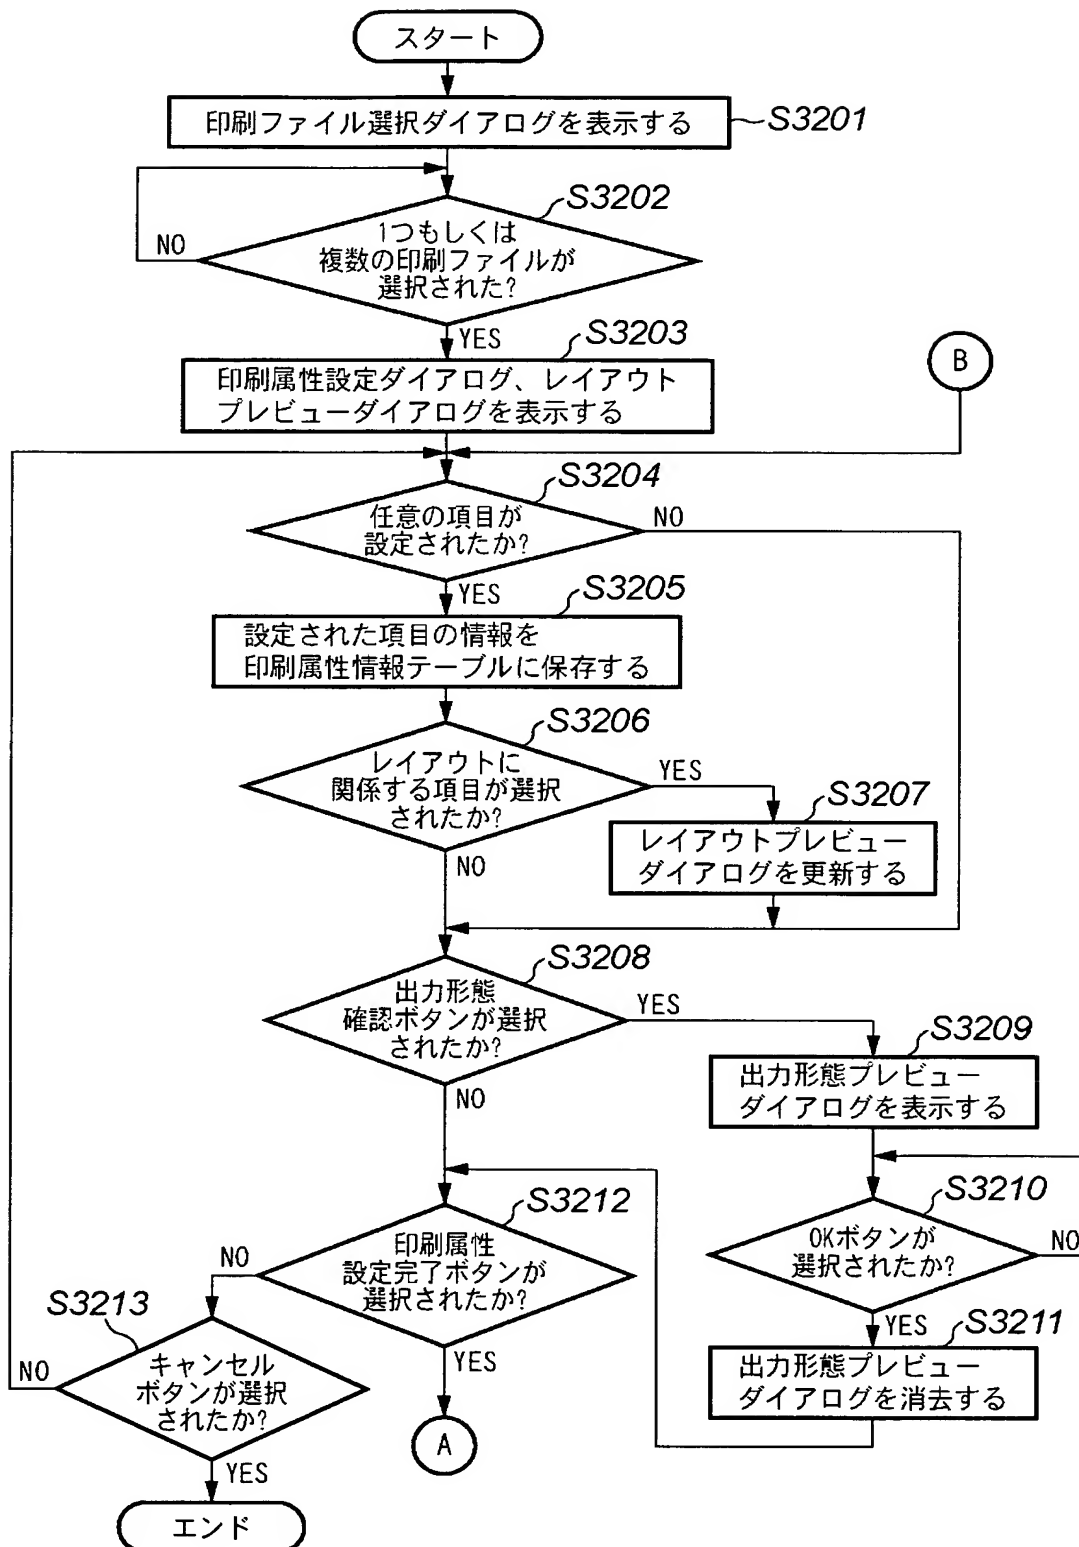 スタート
印刷ファイル選択ダイアログを表示する
S3201
S3202
1つもしくは
複数の印刷ファイルが
選択された?
NO
YES
S3203
印刷属性設定ダイアログ、レイアウト
プレビューダイアログを表示する
B
S3204
任意の項目が
設定されたか?
NO
YES
S3205
設定された項目の情報を
印刷属性情報テーブルに保存する
S3206
レイアウトに
関係する項目が選択
されたか?
YES
S3207
レイアウトプレビュー
ダイアログを更新する
NO
S3208
出力形態
確認ボタンが選択
されたか?
YES
S3209
出力形態プレビュー
ダイアログを表示する
NO
S3210
OKボタンが
選択されたか?
NO
YES
S3211
出力形態プレビュー
ダイアログを消去する
S3212
印刷属性
設定完了ボタンが
選択されたか?
NO
YES
A
S3213
キャンセル
ボタンが選択
されたか?
NO
YES
エンド